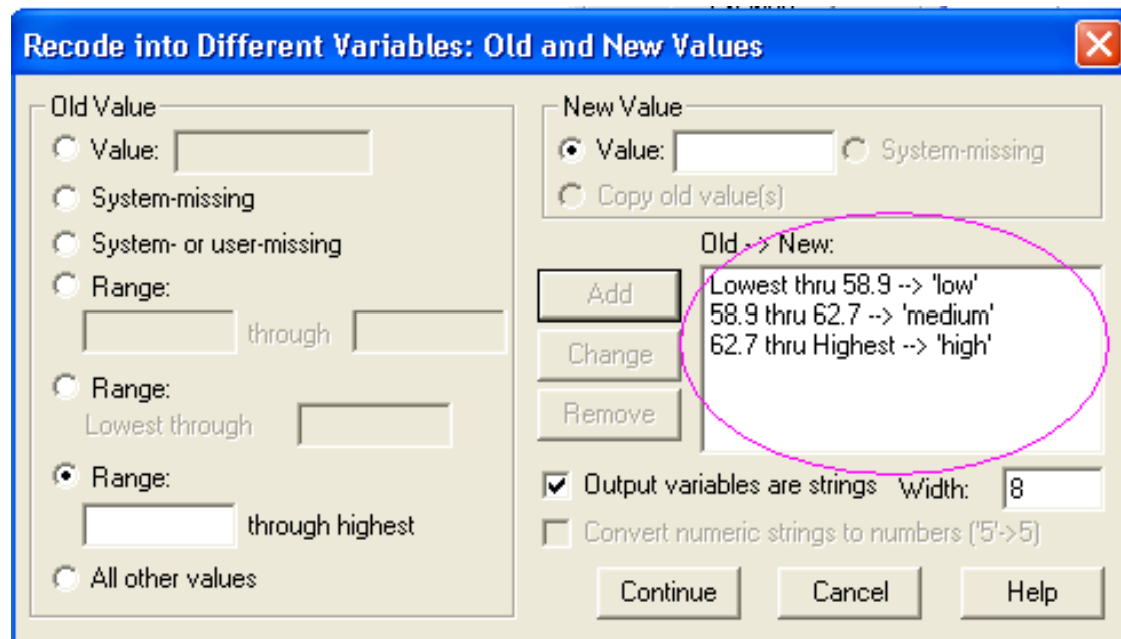 Recode into Different Variables: Old and New Values
Old Value
Value:
System-missing
System- or user-missing
Range:
through
Range:
Lowest through
Range:
through highest
All other values
New Value
Value:
System-missing
Copy old value(s)
Old --> New:
Add
Change
Remove
Lowest thru 58.9 --> 'low'
58.9 thru 62.7 --> 'medium'
62.7 thru Highest --> 'high'
Output variables are strings Width: 8
Convert numeric strings to numbers ('5'->5)
Continue Cancel Help